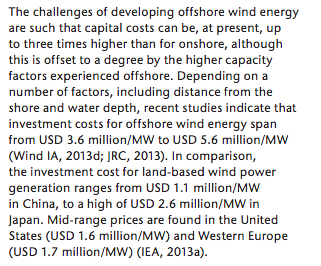 The challenges of developing offshore wind energy
are such that capital costs can be, at present, up
to three times higher than for onshore, although
this is offset to a degree by the higher capacity
factors experienced offshore. Depending on a
number of factors, including distance from the
shore and water depth, recent studies indicate that
investment costs for offshore wind energy span
from USD 3.6 million/MW to USD 5.6 million/MW
(Wind IA, 2013d; JRC, 2013). In comparison,
the investment cost for land-based wind power
generation ranges from USD 1.1 million/MW
in China, to a high of USD 2.6 million/MW in
Japan. Mid-range prices are found in the United
States (USD 1.6 million/MW) and Western Europe
(USD 1.7 million/MW) (IEA, 2013a).